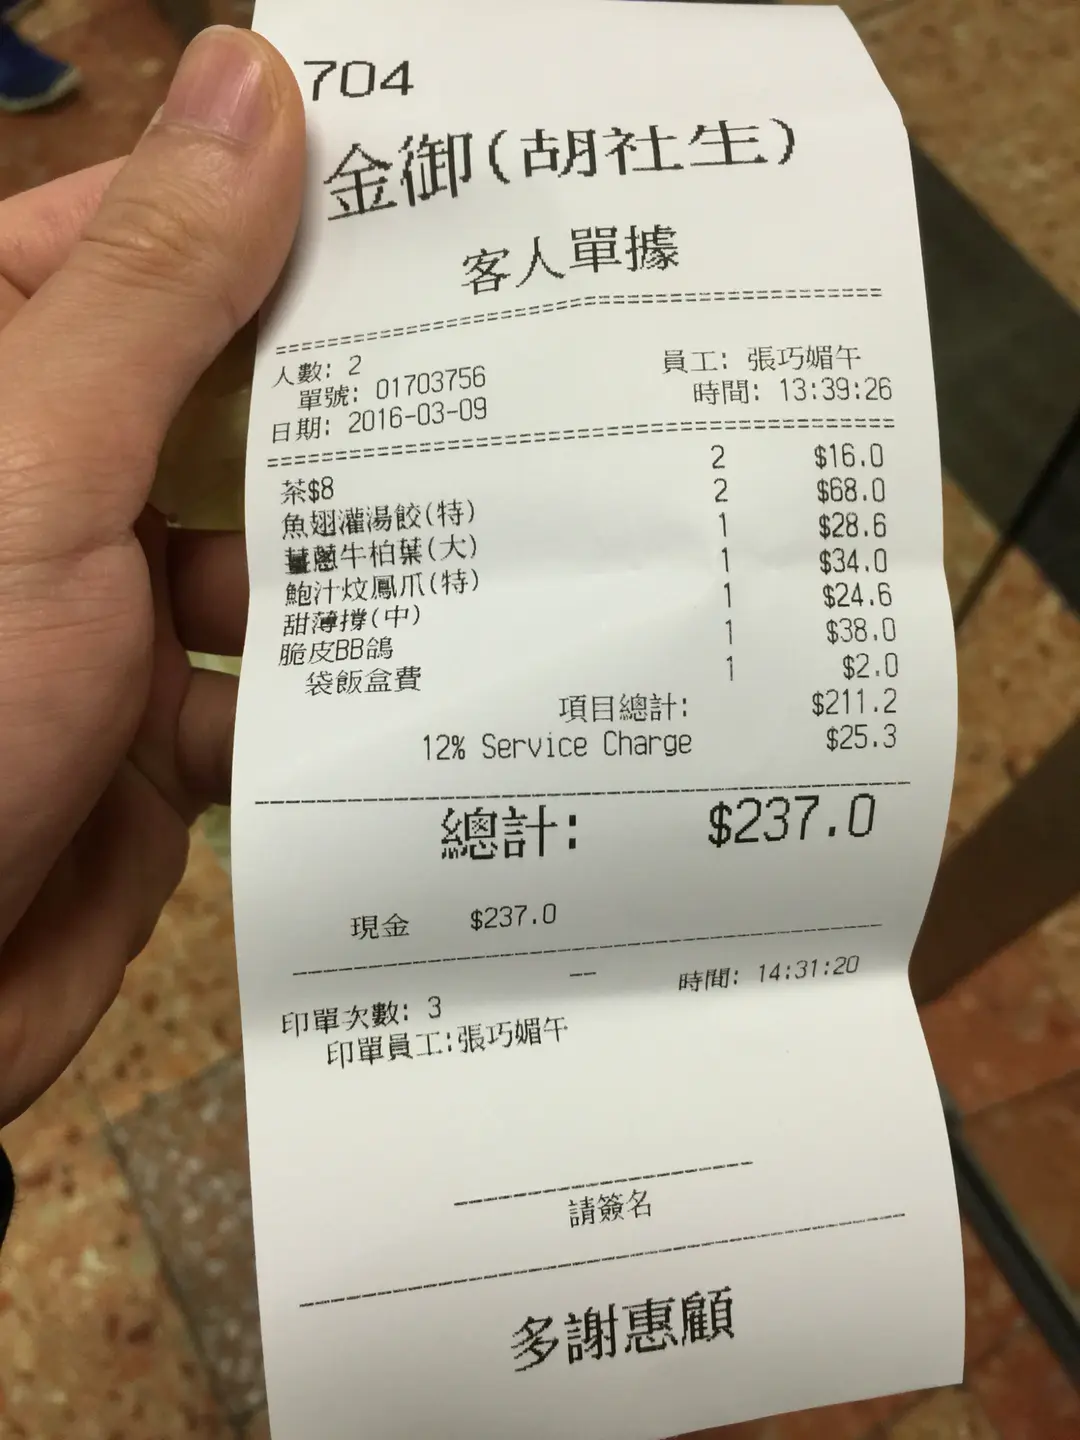 704
金御(胡社生)
客人單據
人數: 2
員工: 張巧媚午
單號: 01703756
時間: 13:39:26
日期: 2016-03-09
茶$8 2 $16.0
魚翅灌湯餃(特) 2 $68.0
薑蔥牛柏葉(大) 1 $28.6
鮑汁炆鳳爪(特) 1 $34.0
甜薄撐(中) 1 $24.6
脆皮BB鴿 1 $38.0
袋飯盒費 1 $2.0
項目總計: $211.2
12% Service Charge $25.3
總計: $237.0
現金 $237.0
時間: 14:31:20
印單次數: 3
印單員工:張巧媚午
請簽名
多謝惠顧